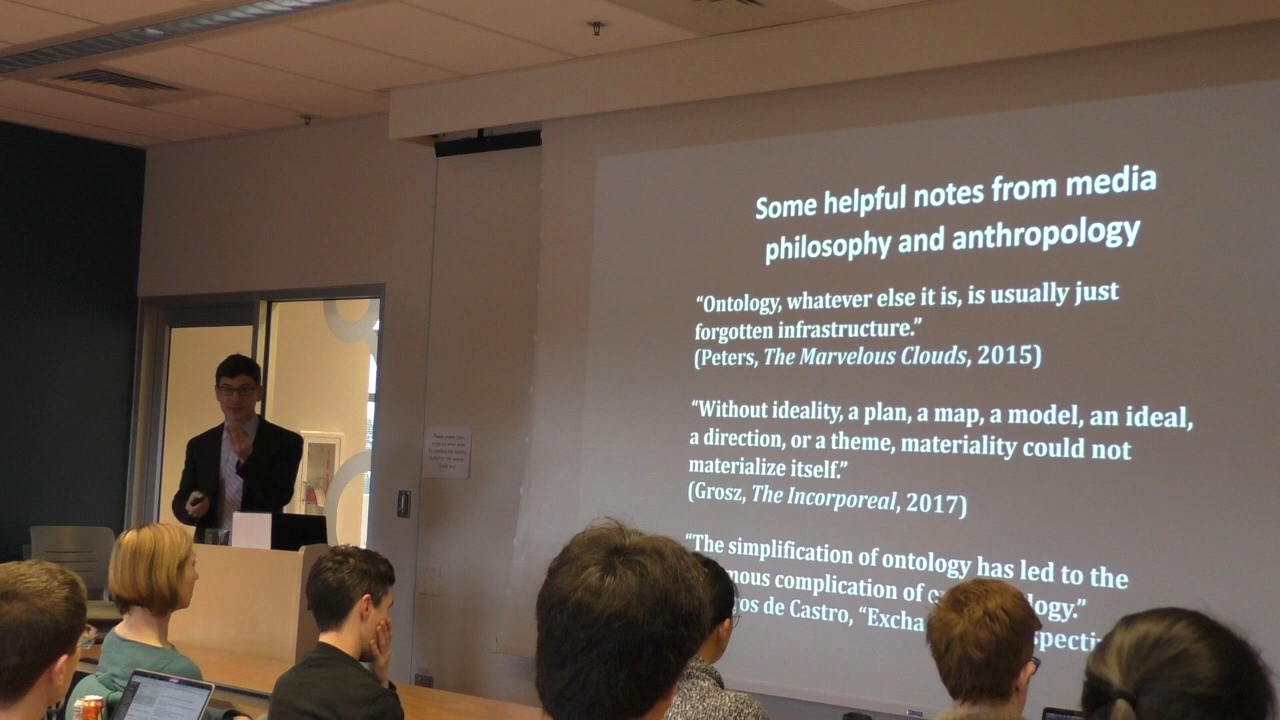 Some helpful notes from media
philosophy and anthropology
“Ontology, whatever else it is, is usually just
forgotten infrastructure.”
(Peters, The Marvelous Clouds, 2015)
“Without ideality, a plan, a map, a model, an ideal,
a direction, or a theme, materiality could not
materialize itself.”
(Grosz, The Incorporeal, 2017)
“The simplification of ontology has led to the
complication of
de Castro,